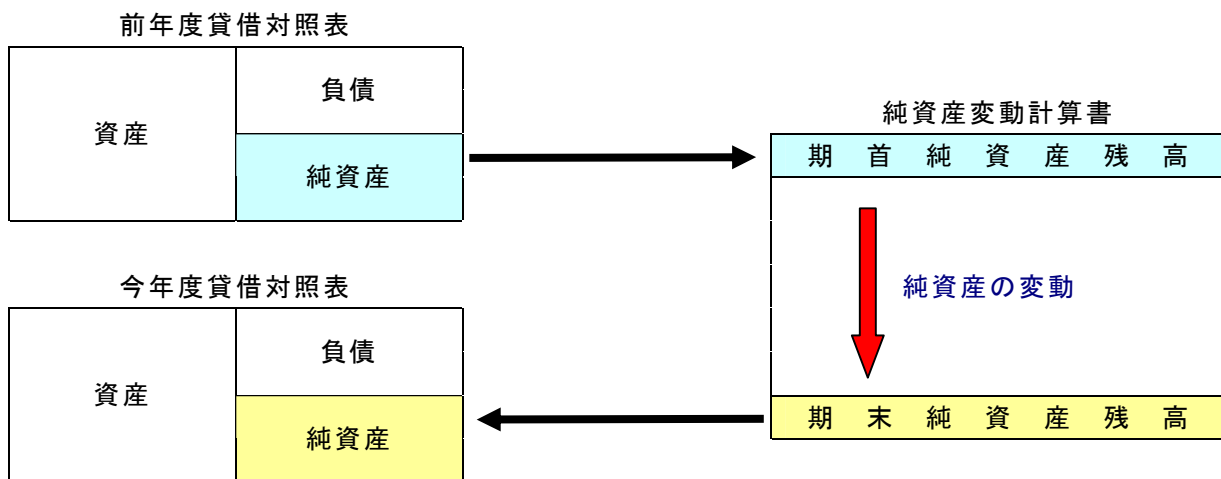 前年度貸借対照表
資産
負債
純資産
純資産変動計算書
期首純資産残高
純資産の変動
期末純資産残高
今年度貸借対照表
資産
負債
純資産